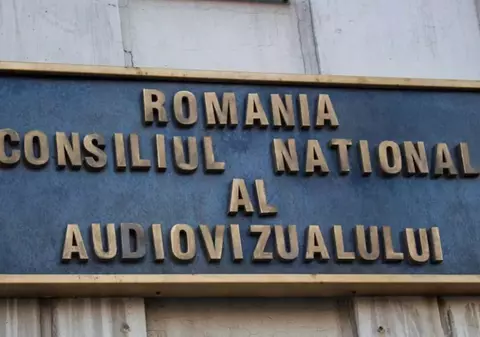 ROMANIA
CONSILIUL NATIONAL
AL
AUDIOVIZUALULUI